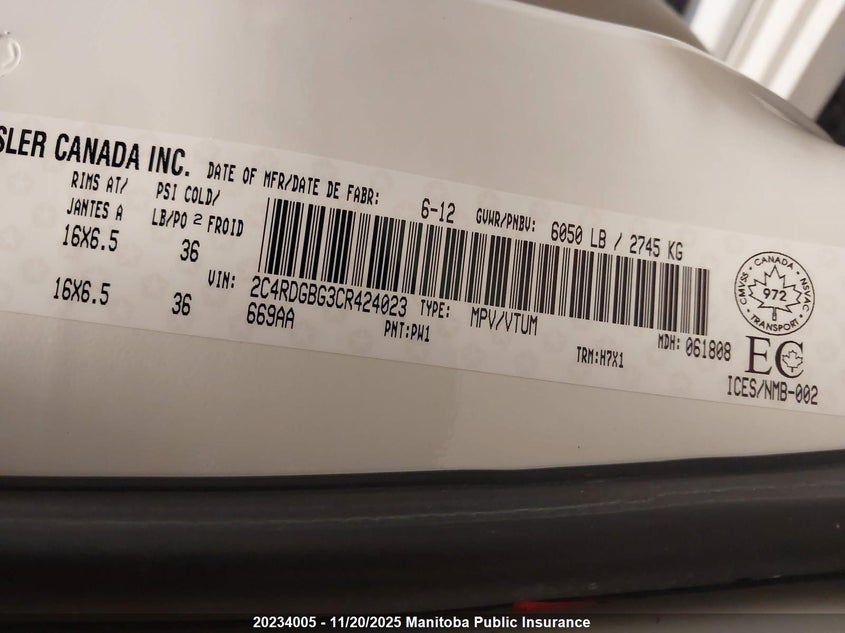 SLER CANADA INC. DATE OF MFR/DATE DE FABR: 6-12 GVWR/PNBV: 6050 LB / 2745 KG
RIMS AT/ PSI COLD/
JANTES A LB/PO 2 FROID
16X6.5 36
16X6.5 36
VIN: 2C4RDGBG3CR424023 TYPE: MPV/VTUM MDH: 061808
669AA PNT:PW1 TRM:H7X1
CANADA
CMVSS 972 NSVAC
TRANSPORT
EC
ICES/NMB-002
20234005 - 11/20/2025 Manitoba Public Insurance